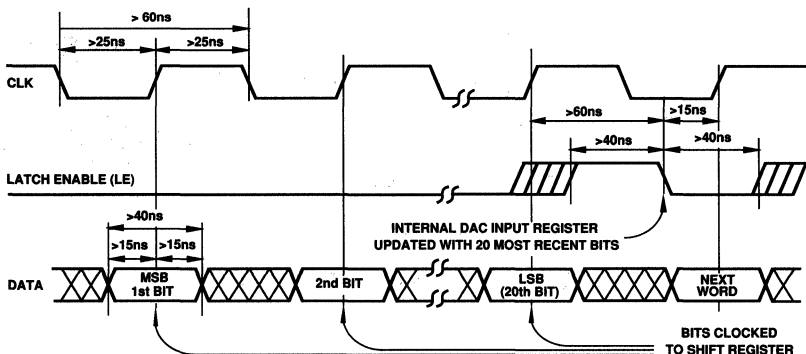 > 60ns
>25ns >25ns
CLK
>60ns >15ns
>40ns >40ns
LATCH ENABLE (LE)
INTERNAL DAC INPUT REGISTER
UPDATED WITH 20 MOST RECENT BITS
>40ns
>15ns >15ns
DATA
MSB
1st BIT
2nd BIT
LSB
(20th BIT)
NEXT
WORD
BITS CLOCKED
TO SHIFT REGISTER